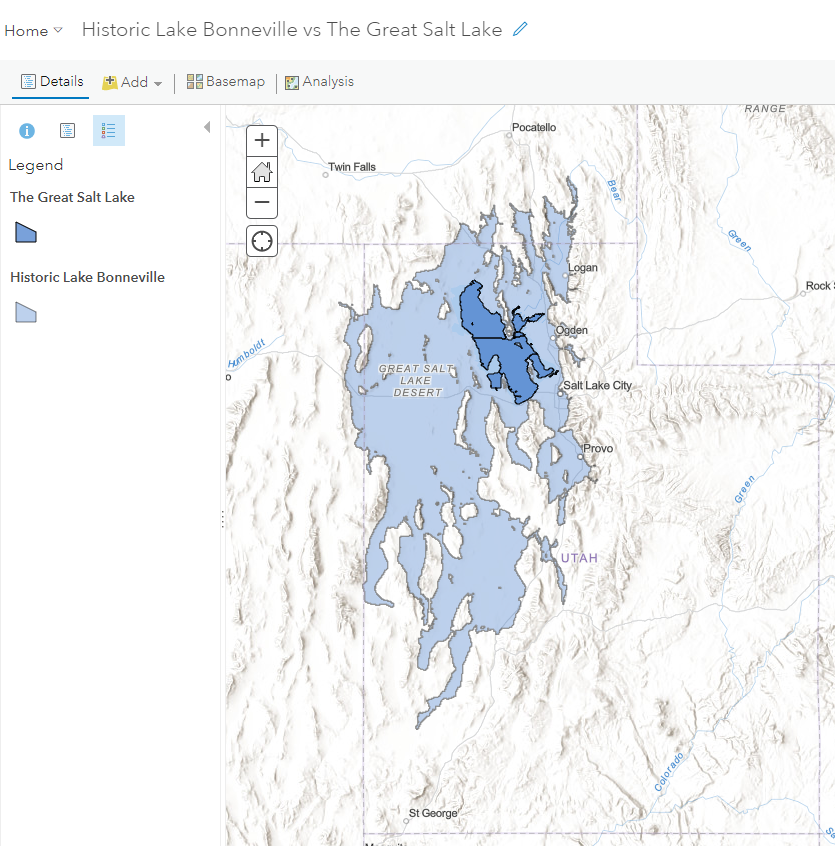 Home Historic Lake Bonneville vs The Great Salt Lake
Details Add Basemap Analysis
Legend
The Great Salt Lake
Historic Lake Bonneville
RANGE
Pocatello
Twin Falls
Bear
Green
Logan
Rock
Ogden
Humboldt
GREAT SALT
LAKE
DESERT
Salt Lake City
Provo
Green
UTAH
Colorado
St George